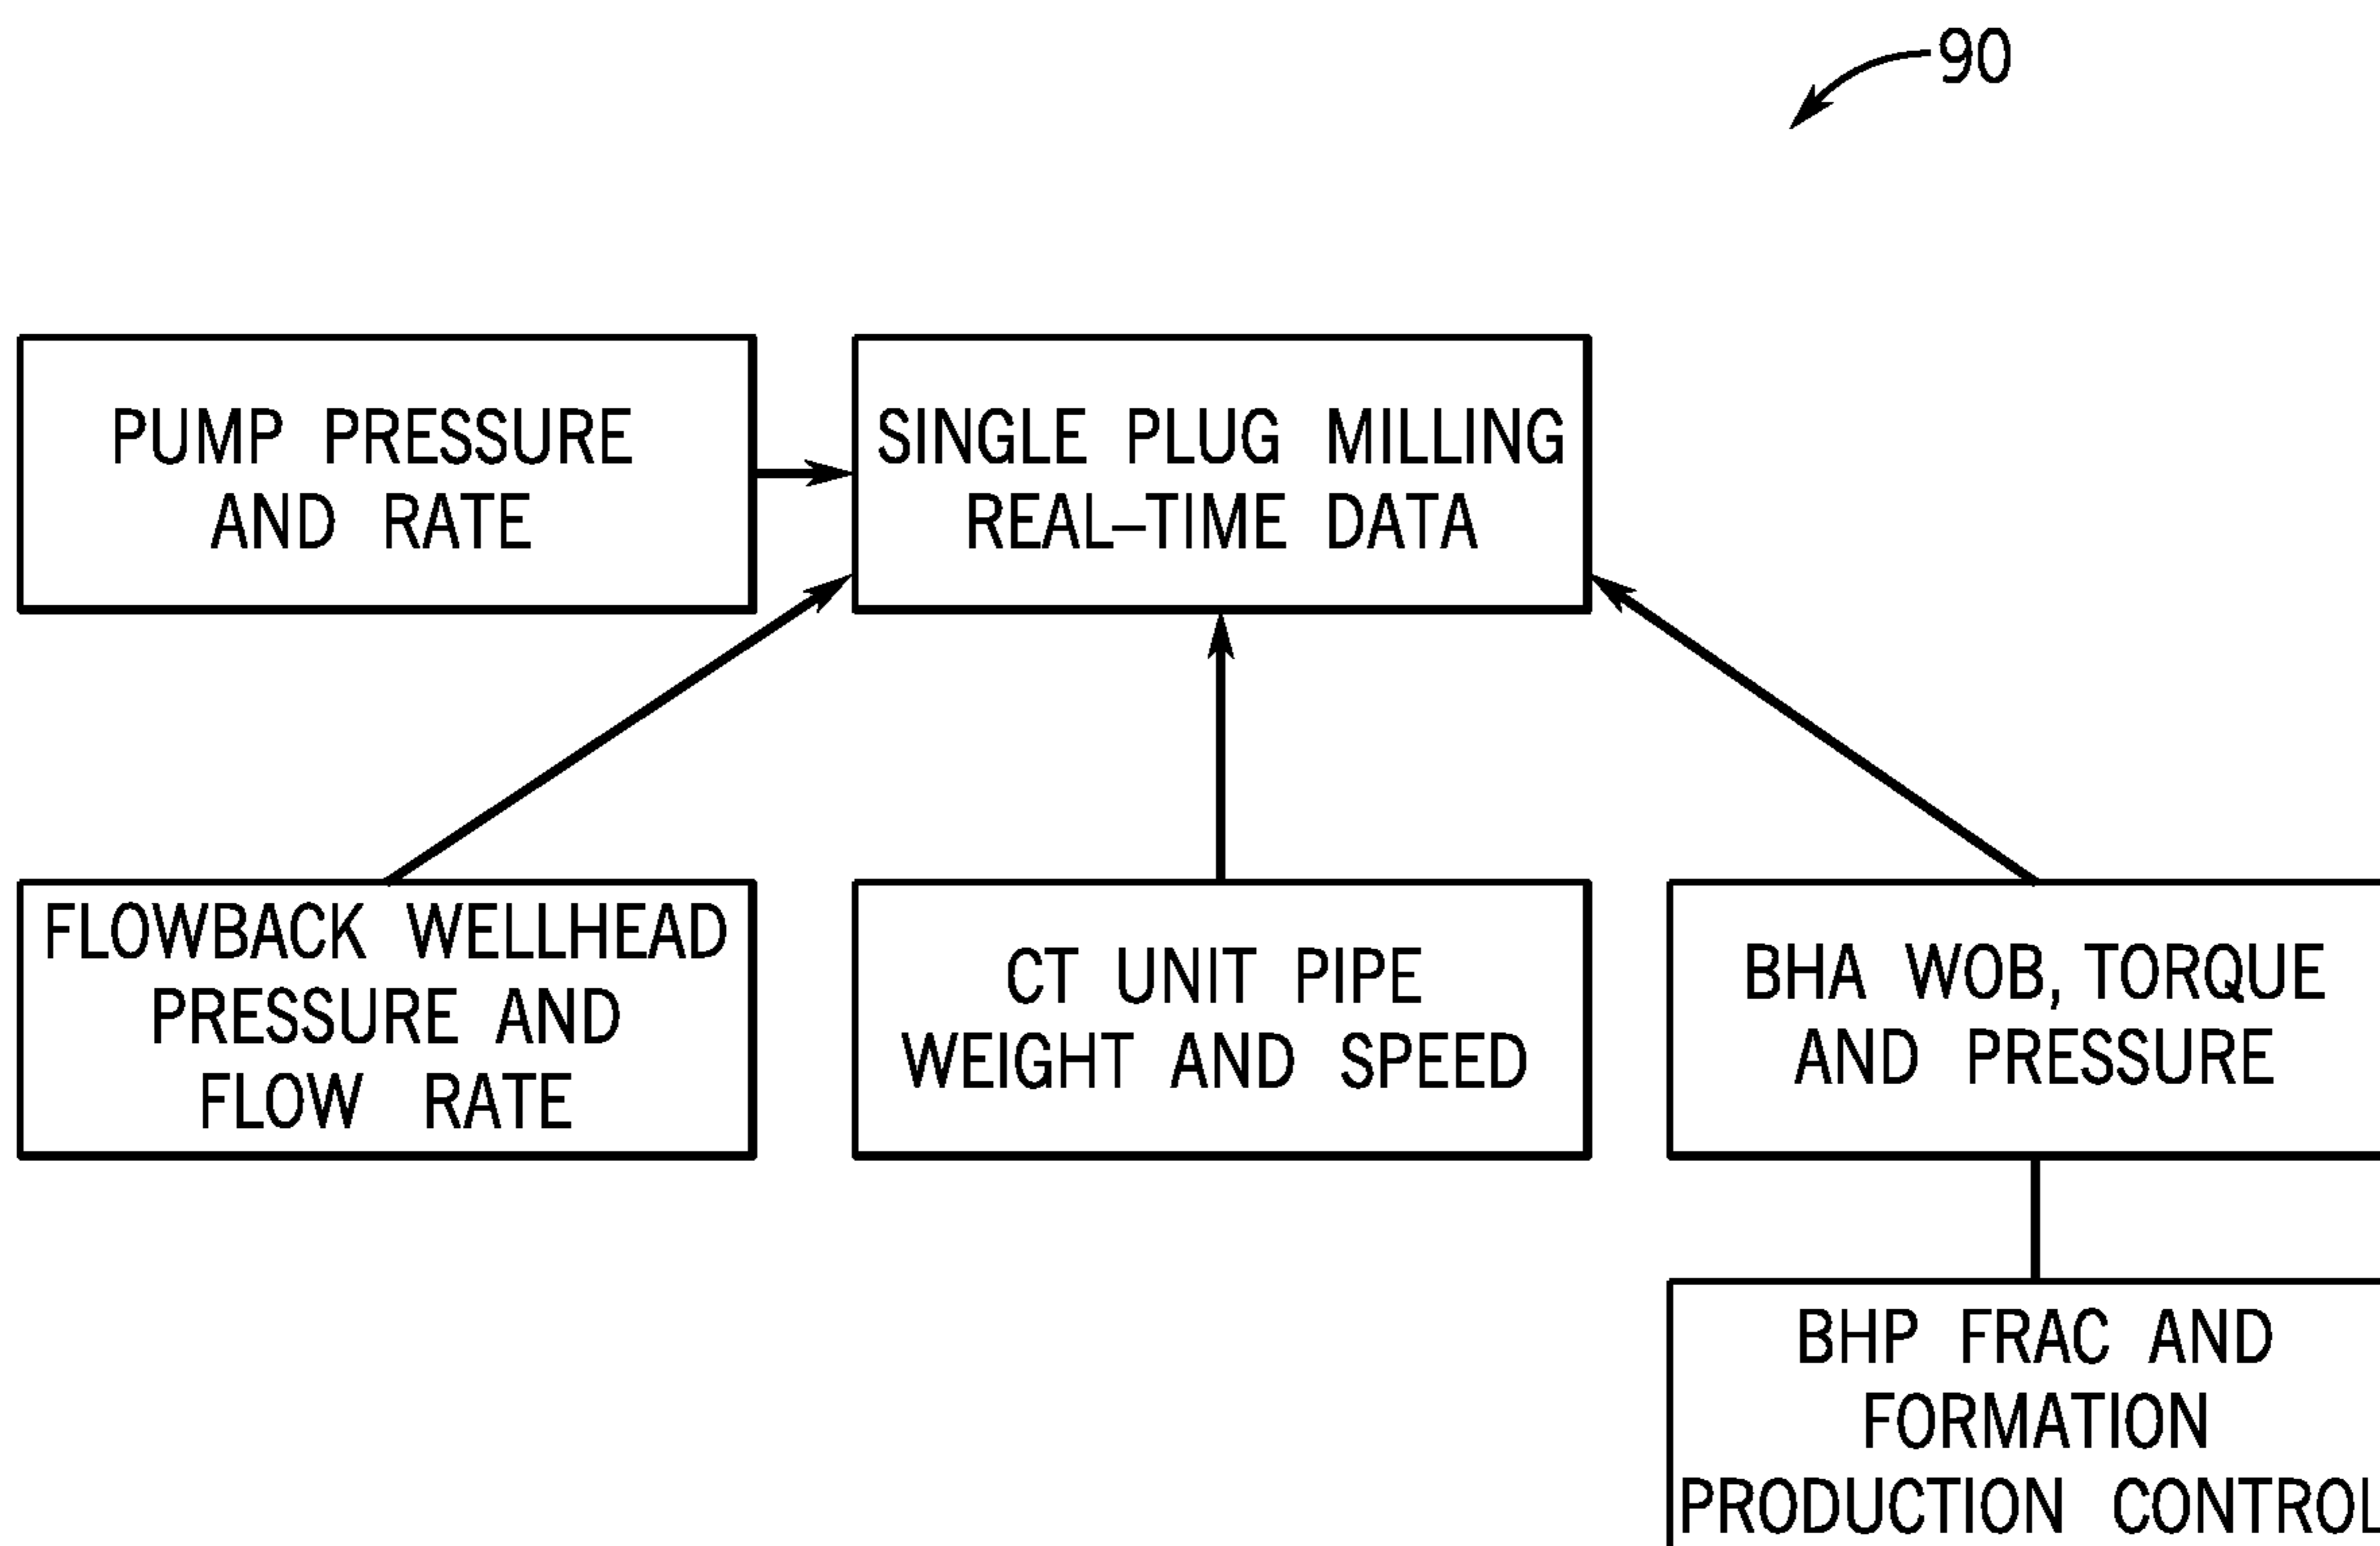 90
PUMP PRESSURE
AND RATE
SINGLE PLUG MILLING
REAL–TIME DATA
FLOWBACK WELLHEAD
PRESSURE AND
FLOW RATE
CT UNIT PIPE
WEIGHT AND SPEED
BHA WOB, TORQUE
AND PRESSURE
BHP FRAC AND
FORMATION
PRODUCTION CONTROL